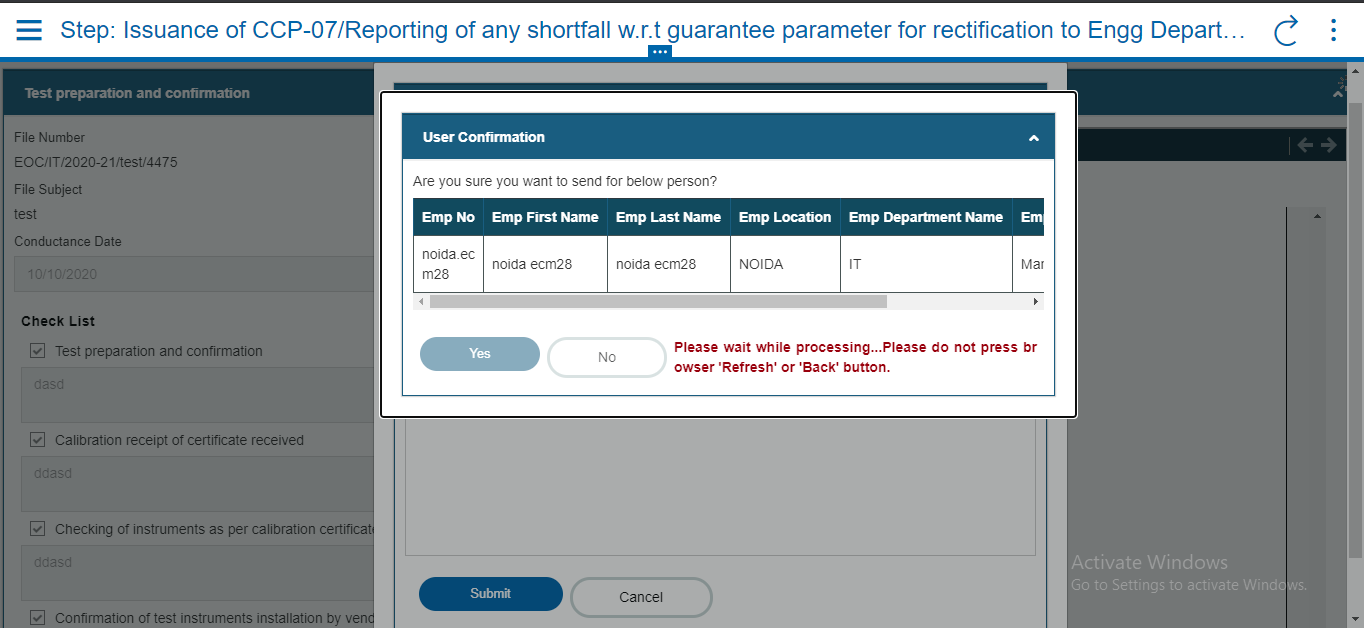 Step: Issuance of CCP-07/Reporting of any shortfall w.r.t guarantee parameter for rectification to Engg Depart...
Test preparation and confirmation
File Number
EOC/IT/2020-21/test/4475
File Subject
test
Conductance Date
10/10/2020
Check List
Test preparation and confirmation
dasd
Calibration receipt of certificate received
ddasd
Checking of instruments as per calibration
ddasd
Confirmation of test instruments installation by
User Confirmation
Are you sure you want to send for below person?
Emp No Emp First Name Emp Last Name Emp Location Emp Department Name
noida.ec
m28
noida ecm28 noida ecm28 NOIDA IT
Yes No
Please wait while processing...Please do not press br
owser 'Refresh' or 'Back' button.
Submit Cancel
Activate Windows
Go to Settings to activate Windows.